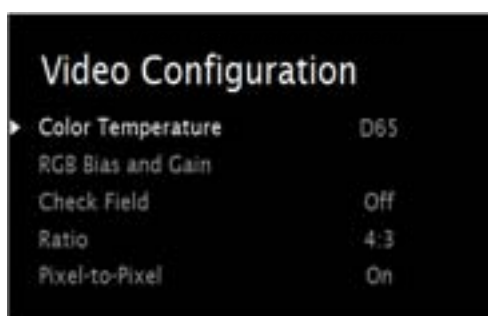 Video Configuration
Color Temperature D65
RGB Bias and Gain
Check Field Off
Ratio 4:3
Pixel-to-Pixel On